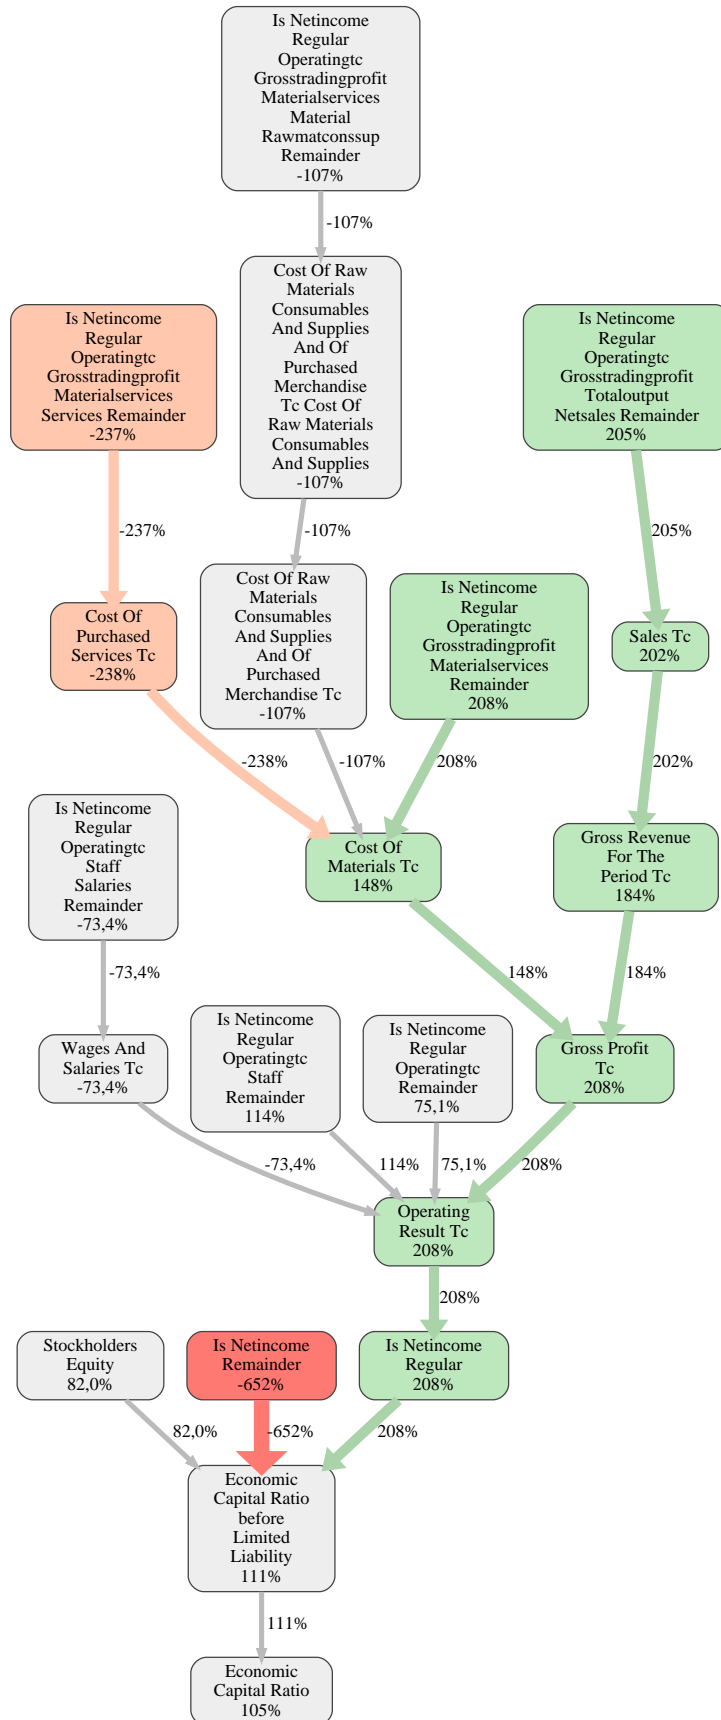 Is Netincome
Regular
Operatingtc
Grosstradingprofit
Materialservices
Material
Rawmatconssup
Remainder
-107%
-107%
Cost Of Raw
Materials
Consumables
And Supplies
And Of
Purchased
Merchandise
Tc Cost Of
Raw Materials
Consumables
And Supplies
-107%
Is Netincome
Regular
Operatingtc
Grosstradingprofit
Materialservices
Services Remainder
-237%
Is Netincome
Regular
Operatingtc
Grosstradingprofit
Totaloutput
Netsales Remainder
205%
-237%
-107%
205%
Cost Of
Purchased
Services Tc
-238%
Cost Of Raw
Materials
Consumables
And Supplies
And Of
Purchased
Merchandise Tc
-107%
Is Netincome
Regular
Operatingtc
Grosstradingprofit
Materialservices
Remainder
208%
Sales Tc
202%
-238%
-107%
208%
202%
Is Netincome
Regular
Operatingtc
Staff
Salaries
Remainder
-73,4%
Cost Of
Materials Tc
148%
Gross Revenue
For The
Period Tc
184%
-73,4%
148%
184%
Wages And
Salaries Tc
-73,4%
Is Netincome
Regular
Operatingtc
Staff
Remainder
114%
Is Netincome
Regular
Operatingtc
Remainder
75,1%
Gross Profit
Tc
208%
-73,4%
114%
75,1%
208%
Operating
Result Tc
208%
208%
Stockholders
Equity
82,0%
Is Netincome
Remainder
-652%
Is Netincome
Regular
208%
82,0%
-652%
208%
Economic
Capital Ratio
before
Limited
Liability
111%
111%
Economic
Capital Ratio
105%